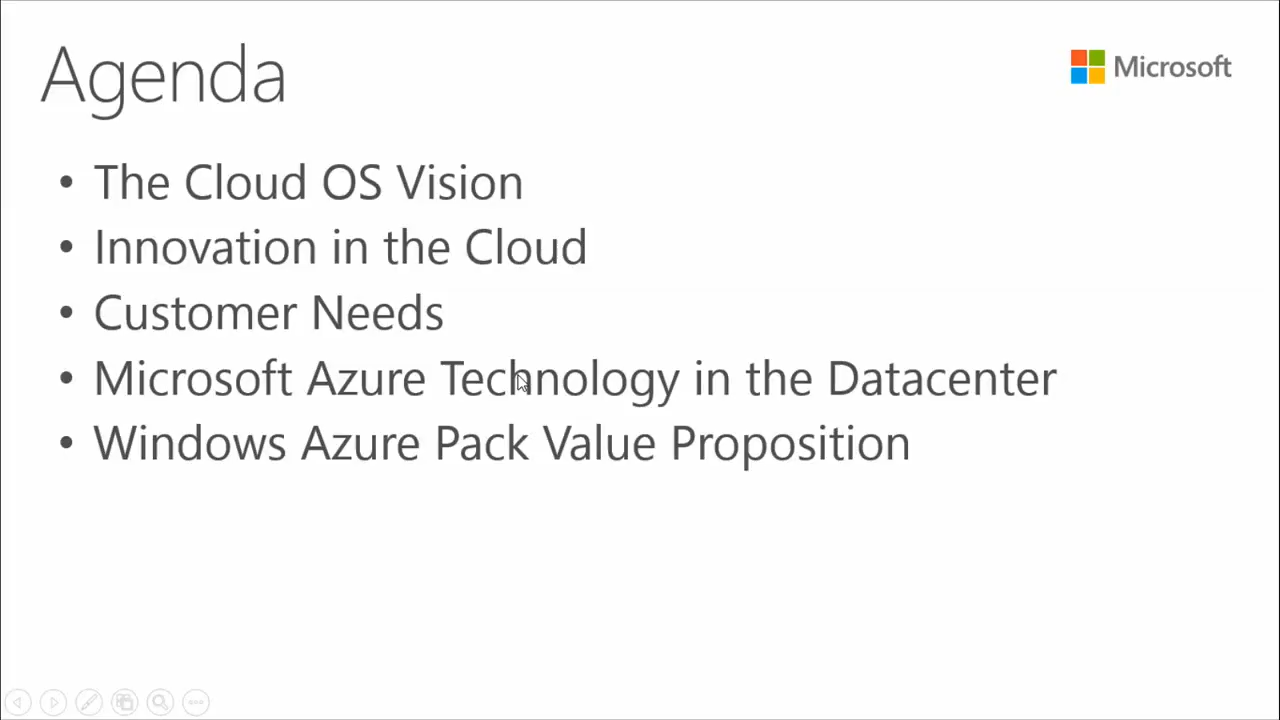 Agenda
Microsoft
• The Cloud OS Vision
• Innovation in the Cloud
• Customer Needs
• Microsoft Azure Technology in the Datacenter
• Windows Azure Pack Value Proposition